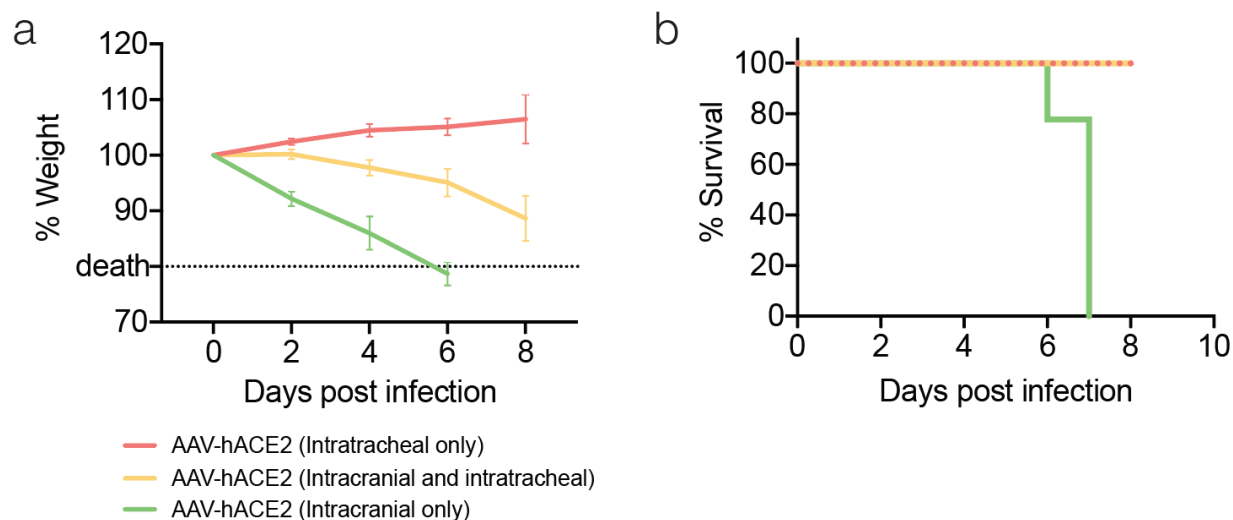 a
120
110
100
90
death
70
% Weight
0 2 4 6 8
Days post infection
AAV-hACE2 (Intratracheal only)
AAV-hACE2 (Intracranial and intratracheal)
AAV-hACE2 (Intracranial only)
b
100
80
60
40
20
0
% Survival
0 2 4 6 8 10
Days post infection